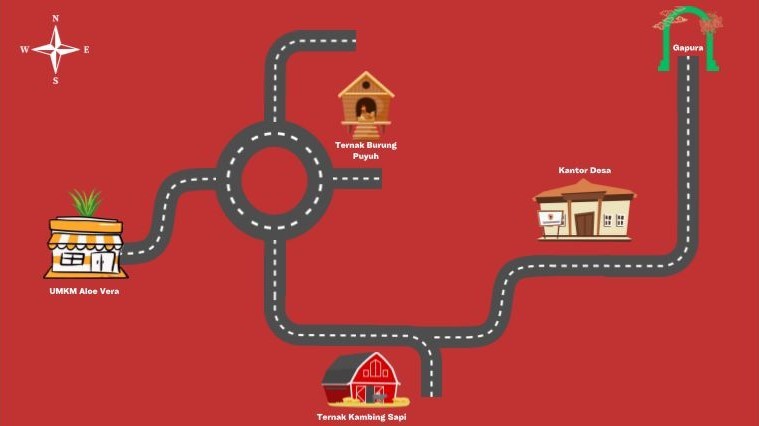 N
W E
S
Gapura
Ternak Burung
Puyuh
Kantor Desa
UMKM Aloe Vera
Ternak Kambing Sapi